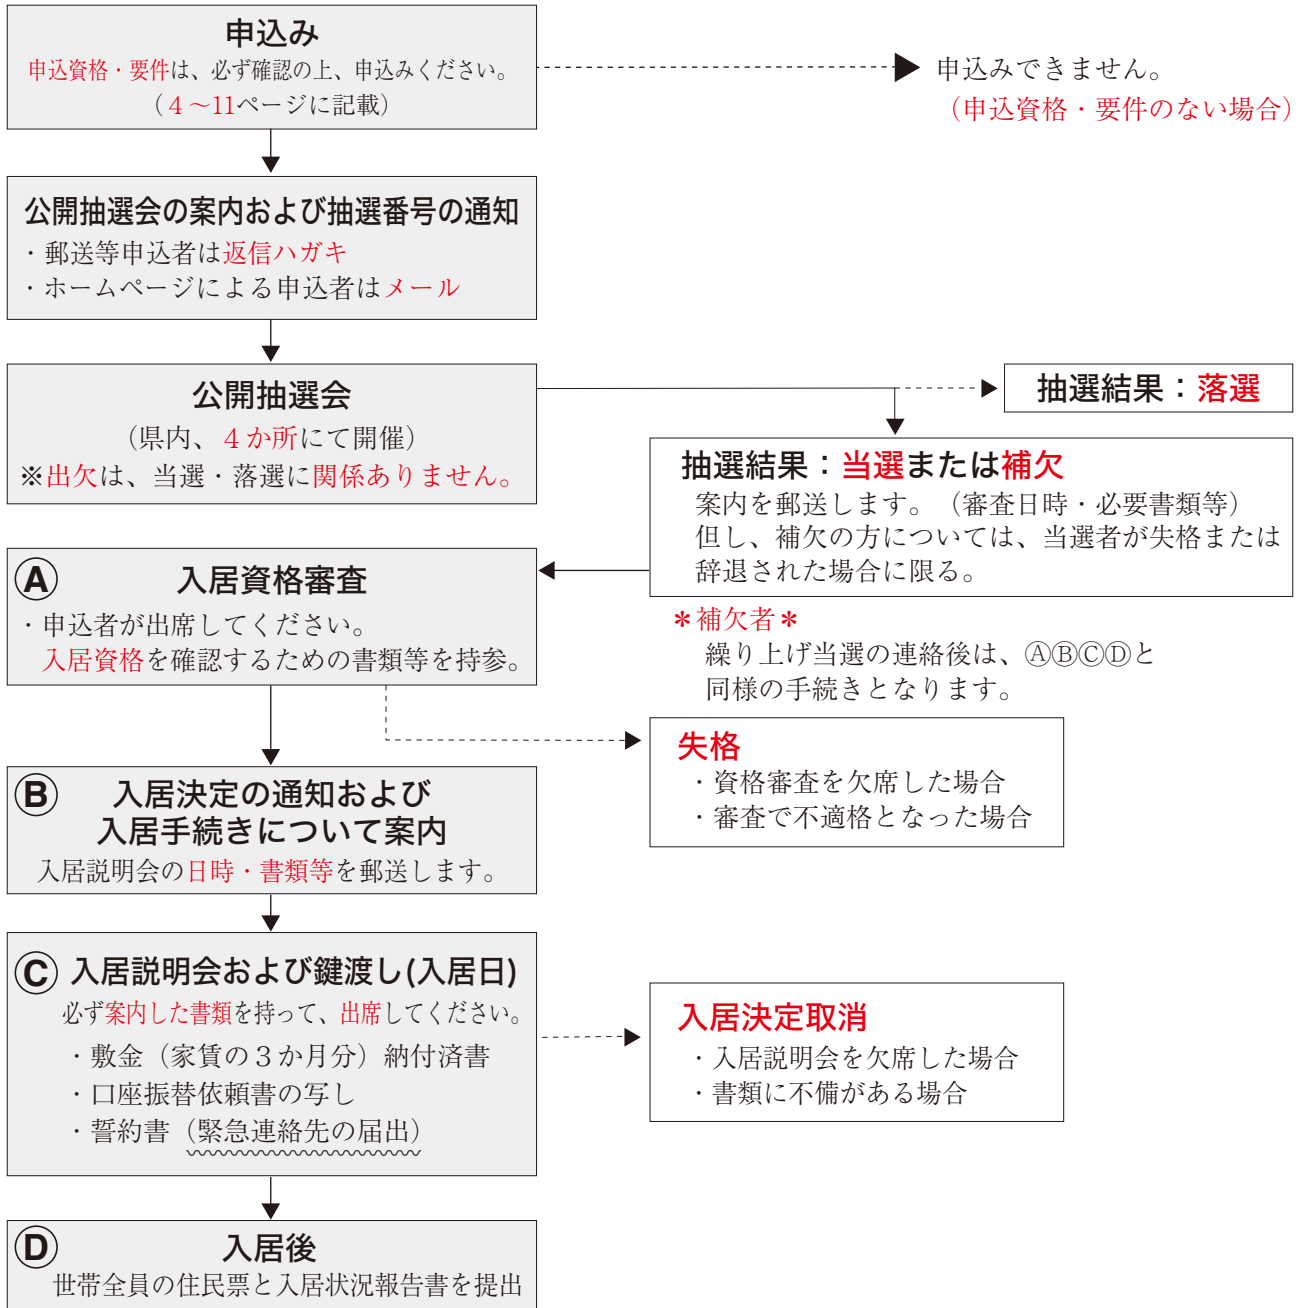 申込み
申込資格・要件は、必ず確認の上、申込みください。
（４～11ページに記載）
申込みできません。
（申込資格・要件のない場合）
公開抽選会の案内および抽選番号の通知
・郵送等申込者は返信ハガキ
・ホームページによる申込者はメール
公開抽選会
（県内、４か所にて開催）
※出欠は、当選・落選に関係ありません。
抽選結果：落選
抽選結果：当選または補欠
案内を郵送します。（審査日時・必要書類等）
但し、補欠の方については、当選者が失格または
辞退された場合に限る。
＊補欠者＊
繰り上げ当選の連絡後は、ⒶⒷⒸⒹと
同様の手続きとなります。
Ⓐ 入居資格審査
・申込者が出席してください。
入居資格を確認するための書類等を持参。
失格
・資格審査を欠席した場合
・審査で不適格となった場合
Ⓑ 入居決定の通知および
入居手続きについて案内
入居説明会の日時・書類等を郵送します。
Ⓒ 入居説明会および鍵渡し(入居日)
必ず案内した書類を持って、出席してください。
・敷金（家賃の３か月分）納付済書
・口座振替依頼書の写し
・誓約書（緊急連絡先の届出）
入居決定取消
・入居説明会を欠席した場合
・書類に不備がある場合
Ⓓ 入居後
世帯全員の住民票と入居状況報告書を提出